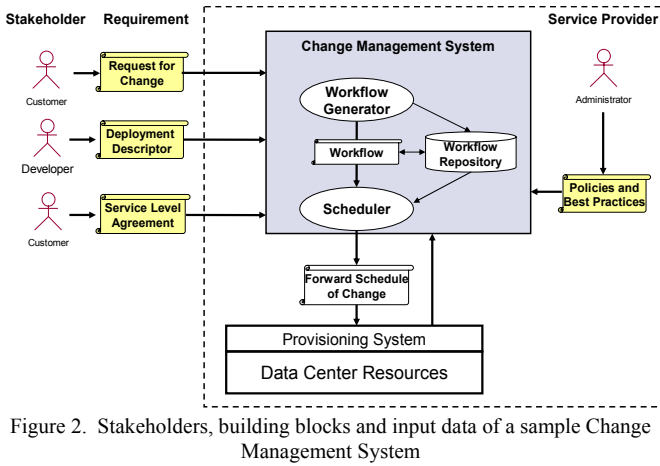 Stakeholder
Requirement
Service Provider
Change Management System
Request for
Change
Customer
Workflow
Generator
Administrator
Deployment
Descriptor
Developer
Workflow
Workflow
Repository
Policies and
Best Practices
Service Level
Agreement
Customer
Scheduler
Forward Schedule
of Change
Provisioning System
Data Center Resources
Figure 2. Stakeholders, building blocks and input data of a sample Change
Management System